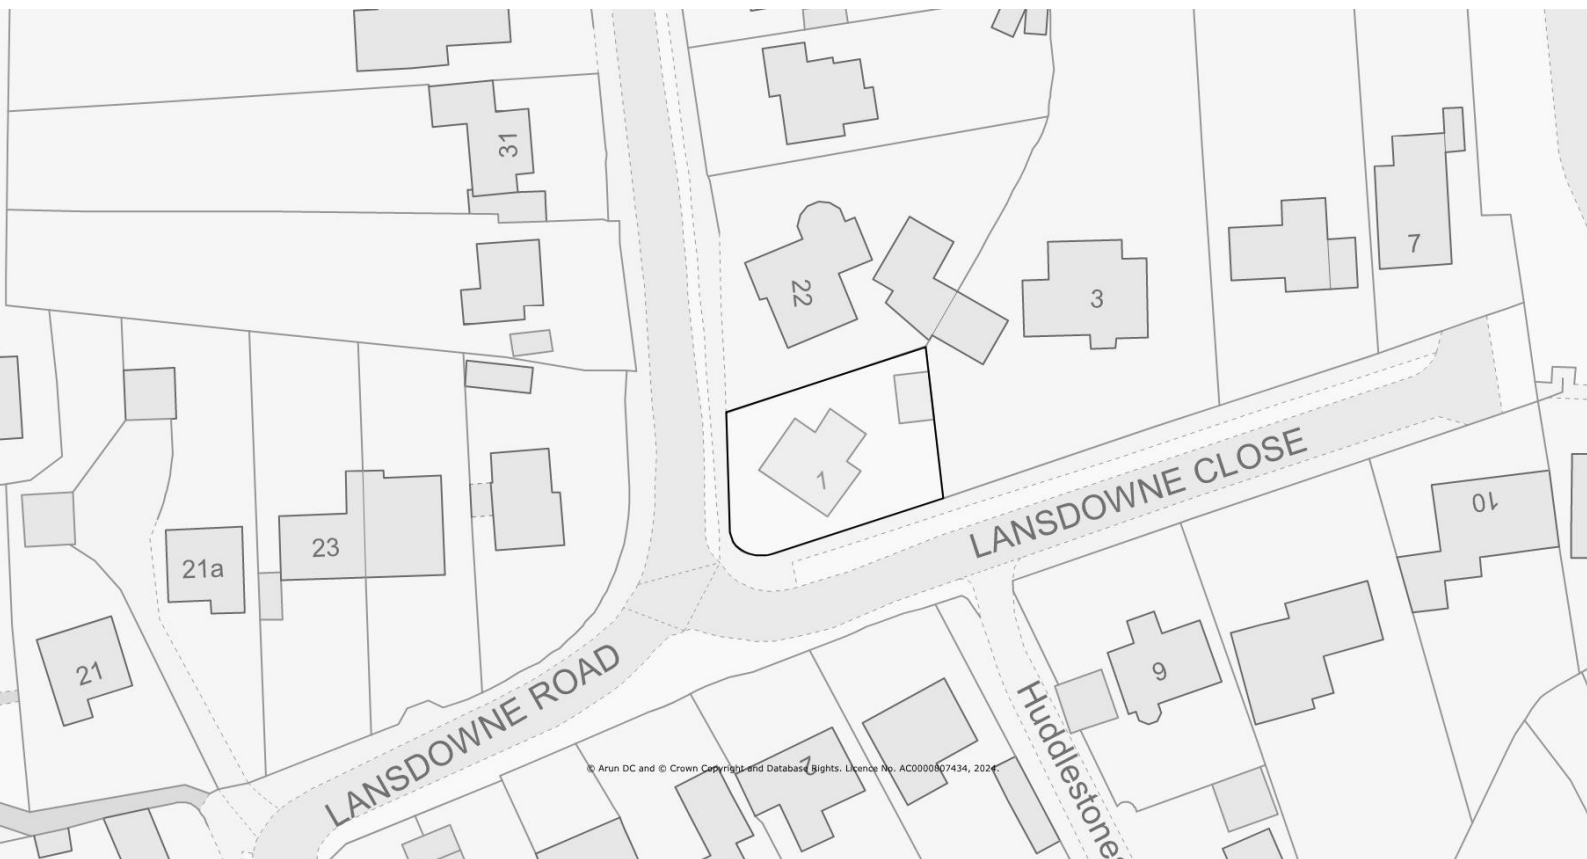 31
22
7
3
1
LANSDOWNE CLOSE
10
23
21a
21
9
LANSDOWNE ROAD
Huddlestone
2
© Arun DC and © Crown Copyright and Database Rights. Licence No. AC0000807434, 2024.